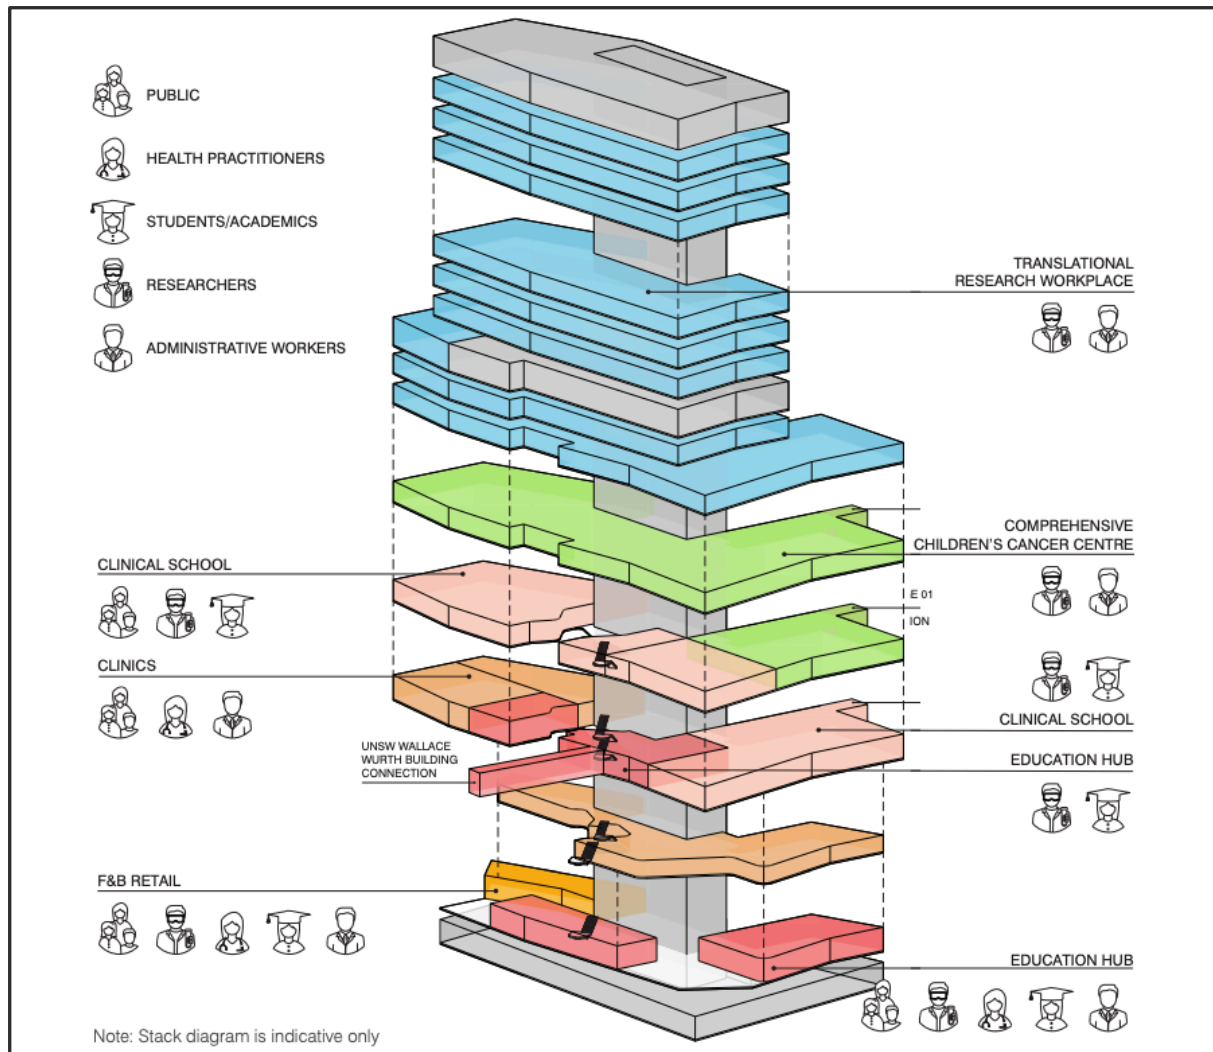 PUBLIC
HEALTH PRACTITIONERS
STUDENTS/ACADEMICS
RESEARCHERS
ADMINISTRATIVE WORKERS
TRANSLATIONAL
RESEARCH WORKPLACE
COMPREHENSIVE
CHILDREN'S CANCER CENTRE
CLINICAL SCHOOL
E 01
ION
CLINICS
CLINICAL SCHOOL
UNSW WALLACE
WURTH BUILDING
CONNECTION
EDUCATION HUB
F&B RETAIL
EDUCATION HUB
Note: Stack diagram is indicative only